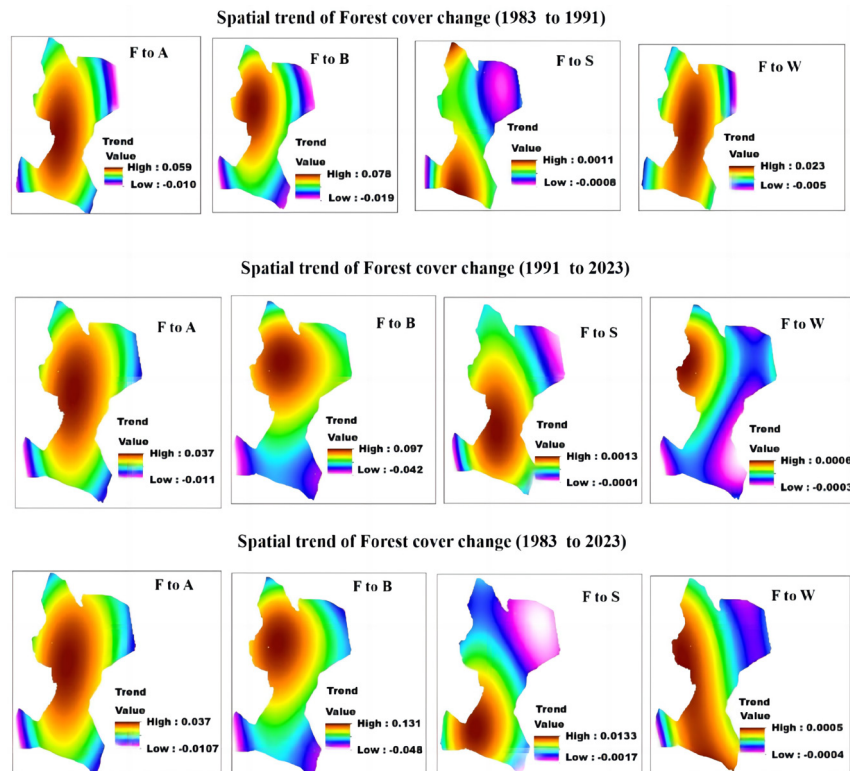 Spatial trend of Forest cover change (1983 to 1991)
F to A
Trend
Value
High : 0.059
Low : -0.010
F to B
Trend
Value
High : 0.078
Low : -0.019
F to S
Trend
Value
High : 0.0011
Low : -0.0008
F to W
Trend
Value
High : 0.023
Low : -0.005
Spatial trend of Forest cover change (1991 to 2023)
F to A
Trend
Value
High : 0.037
Low : -0.011
F to B
Trend
Value
High : 0.097
Low : -0.042
F to S
Trend
Value
High : 0.0013
Low : -0.0001
F to W
Trend
Value
High : 0.0006
Low : -0.0003
Spatial trend of Forest cover change (1983 to 2023)
F to A
Trend
Value
High : 0.037
Low : -0.0107
F to B
Trend
Value
High : 0.131
Low : -0.048
F to S
Trend
Value
High : 0.0133
Low : -0.0017
F to W
Trend
Value
High : 0.0005
Low : -0.0004